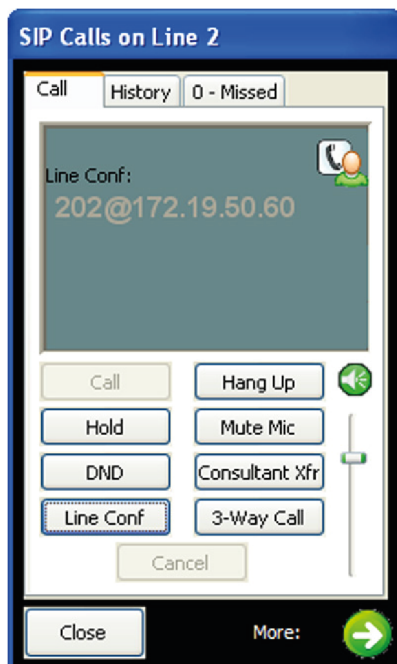 SIP Calls on Line 2
Call History 0 - Missed
Line Conf:
202@172.19.50.60
Call Hang Up
Hold Mute Mic
DND Consultant Xfr
Line Conf 3-Way Call
Cancel
Close More: